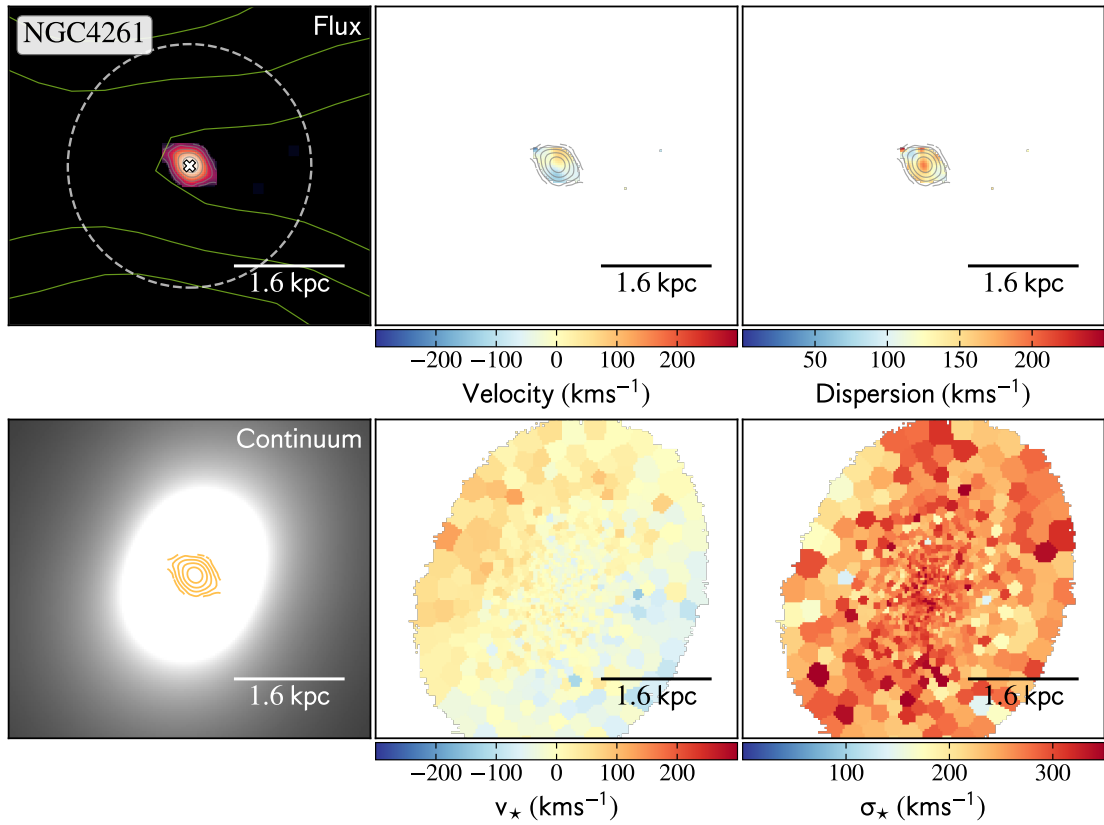 NGC4261
Flux
1.6 kpc
1.6 kpc
1.6 kpc
−200 −100 0 100 200
Velocity (kms⁻¹)
50 100 150 200
Dispersion (kms⁻¹)
Continuum
1.6 kpc
1.6 kpc
1.6 kpc
−200 −100 0 100 200
v⋆ (kms⁻¹)
100 200 300
σ⋆ (kms⁻¹)